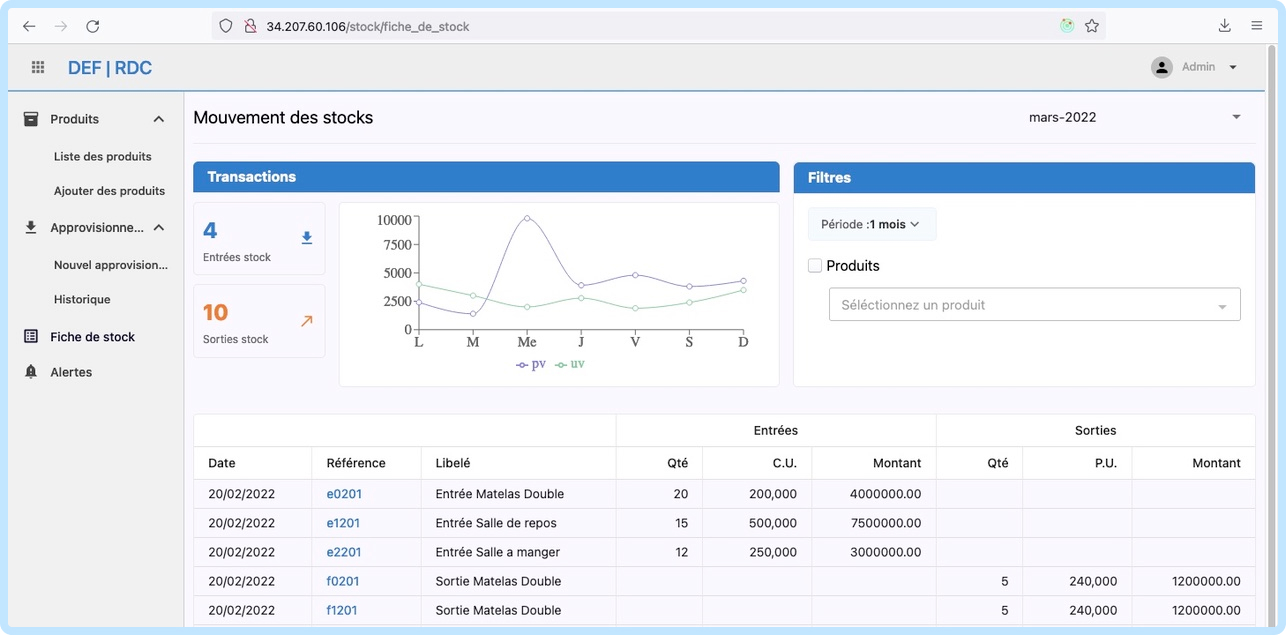 34.207.60.106/stock/fiche_de_stock
DEF | RDC
Admin
Produits
Liste des produits
Ajouter des produits
Approvisionne...
Nouvel approvision...
Historique
Fiche de stock
Alertes
Mouvement des stocks
mars-2022
Transactions
4
Entrées stock
10
Sorties stock
10000
7500
5000
2500
0
L M Me J V S D
pv uv
Filtres
Période :1 mois
Produits
Séléctionnez un produit
Entrées Sorties
Date Référence Libelé Qté C.U. Montant Qté P.U. Montant
20/02/2022 e0201 Entrée Matelas Double 20 200,000 4000000.00
20/02/2022 e1201 Entrée Salle de repos 15 500,000 7500000.00
20/02/2022 e2201 Entrée Salle a manger 12 250,000 3000000.00
20/02/2022 f0201 Sortie Matelas Double 5 240,000 1200000.00
20/02/2022 f1201 Sortie Matelas Double 5 240,000 1200000.00